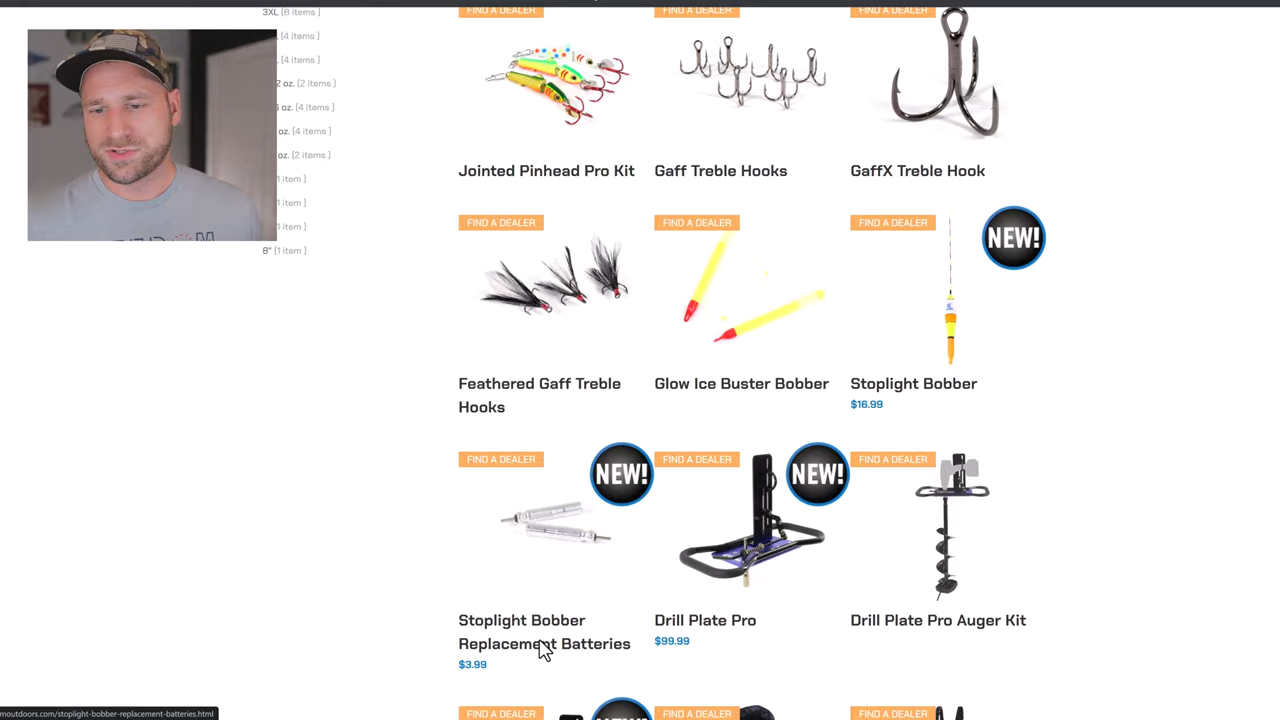 3XL (8 items )
(4 items )
(4 items )
2 oz. (2 items )
oz. (4 items )
oz. (4 items )
oz. (2 items )
1 item )
1 item )
1 item )
8" (1 item )
FIND A DEALER
FIND A DEALER
FIND A DEALER
Jointed Pinhead Pro Kit
Gaff Treble Hooks
GaffX Treble Hook
FIND A DEALER
FIND A DEALER
FIND A DEALER
NEW!
Feathered Gaff Treble
Hooks
Glow Ice Buster Bobber
Stoplight Bobber
$16.99
FIND A DEALER
NEW!
FIND A DEALER
NEW!
FIND A DEALER
Stoplight Bobber
Replacement Batteries
$3.99
Drill Plate Pro
$99.99
Drill Plate Pro Auger Kit
FIND A DEALER
NEW!
FIND A DEALER
FIND A DEALER
moutdoors.com/stoplight-bobber-replacement-batteries.html